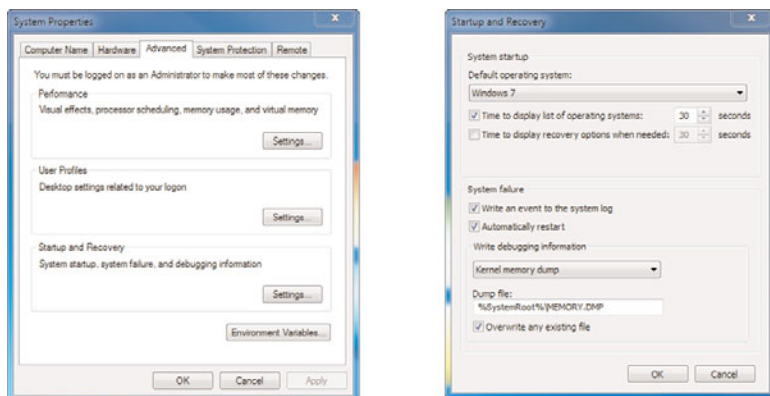 System Properties
Computer Name Hardware Advanced System Protection Remote
You must be logged on as an Administrator to make most of these changes.
Performance
Visual effects, processor scheduling, memory usage, and virtual memory
Settings...
User Profiles
Desktop settings related to your logon
Settings...
Startup and Recovery
System startup, system failure, and debugging information
Settings...
Environment Variables...
OK Cancel Apply
Startup and Recovery
System startup
Default operating system:
Windows 7
Time to display list of operating systems: 30 seconds
Time to display recovery options when needed: 30 seconds
System failure
Write an event to the system log
Automatically restart
Write debugging information
Kernel memory dump
Dump file:
%SystemRoot%\MEMORY.DMP
Overwrite any existing file
OK Cancel